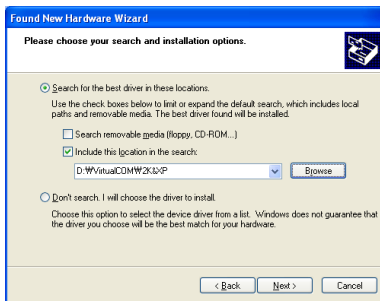 Found New Hardware Wizard
Please choose your search and installation options.
Search for the best driver in these locations.
Use the check boxes below to limit or expand the default search, which includes local
paths and removable media. The best driver found will be installed.
Search removable media (floppy, CD-ROM...)
Include this location in the search:
D:₩VirtualCOM₩2K&XP
Browse
Don't search. I will choose the driver to install.
Choose this option to select the device driver from a list. Windows does not guarantee that
the driver you choose will be the best match for your hardware.
< Back
Next >
Cancel